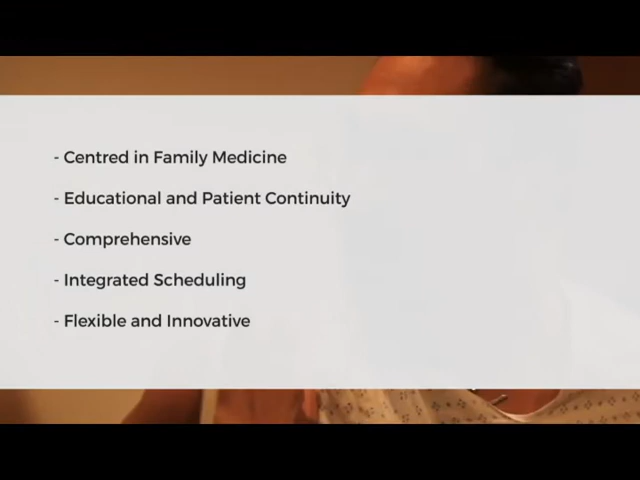 - Centred in Family Medicine
- Educational and Patient Continuity
- Comprehensive
- Integrated Scheduling
- Flexible and Innovative